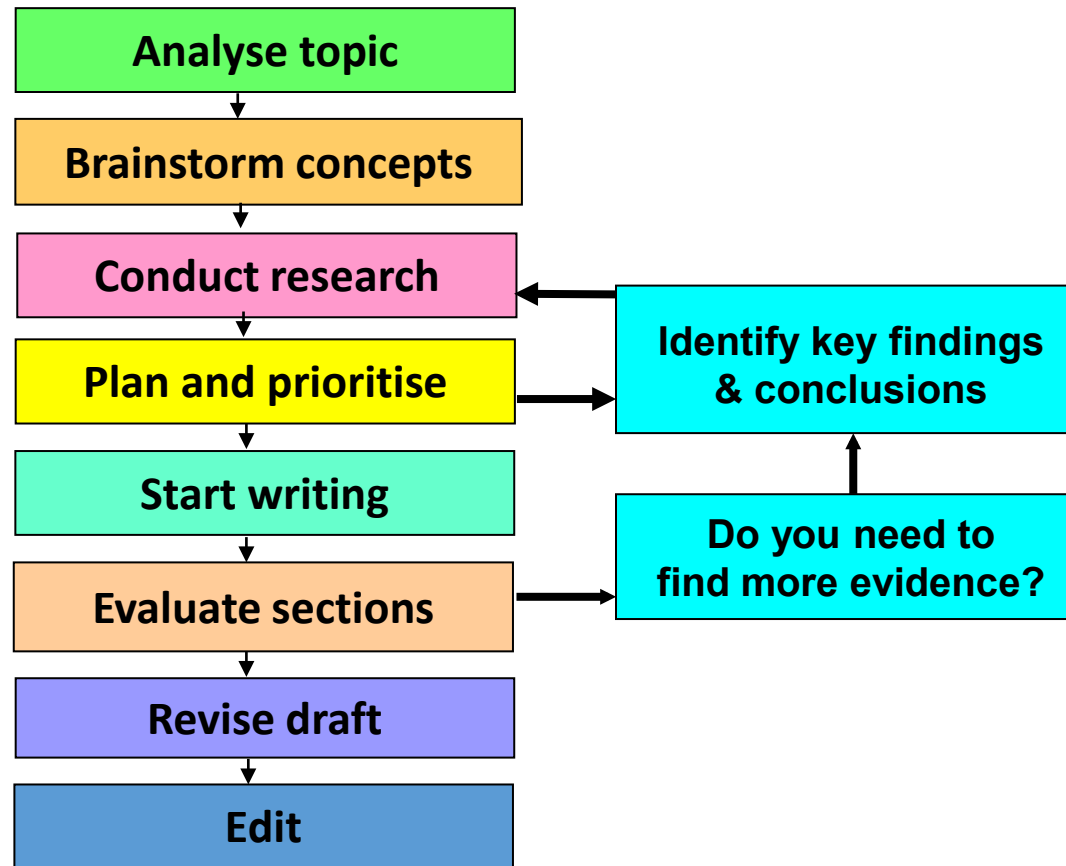 Analyse topic
Brainstorm concepts
Conduct research
Plan and prioritise
Start writing
Evaluate sections
Revise draft
Edit
Identify key findings
& conclusions
Do you need to
find more evidence?